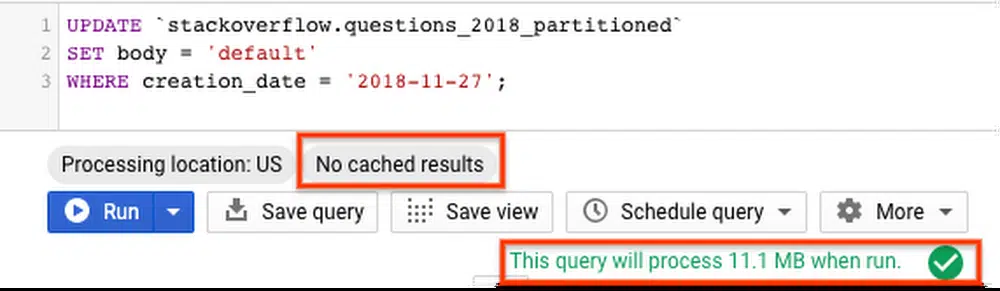 1 UPDATE `stackoverflow.questions_2018_partitioned`
2 SET body = 'default'
3 WHERE creation_date = '2018-11-27';
Processing location: US No cached results
Run Save query Save view Schedule query More
This query will process 11.1 MB when run.